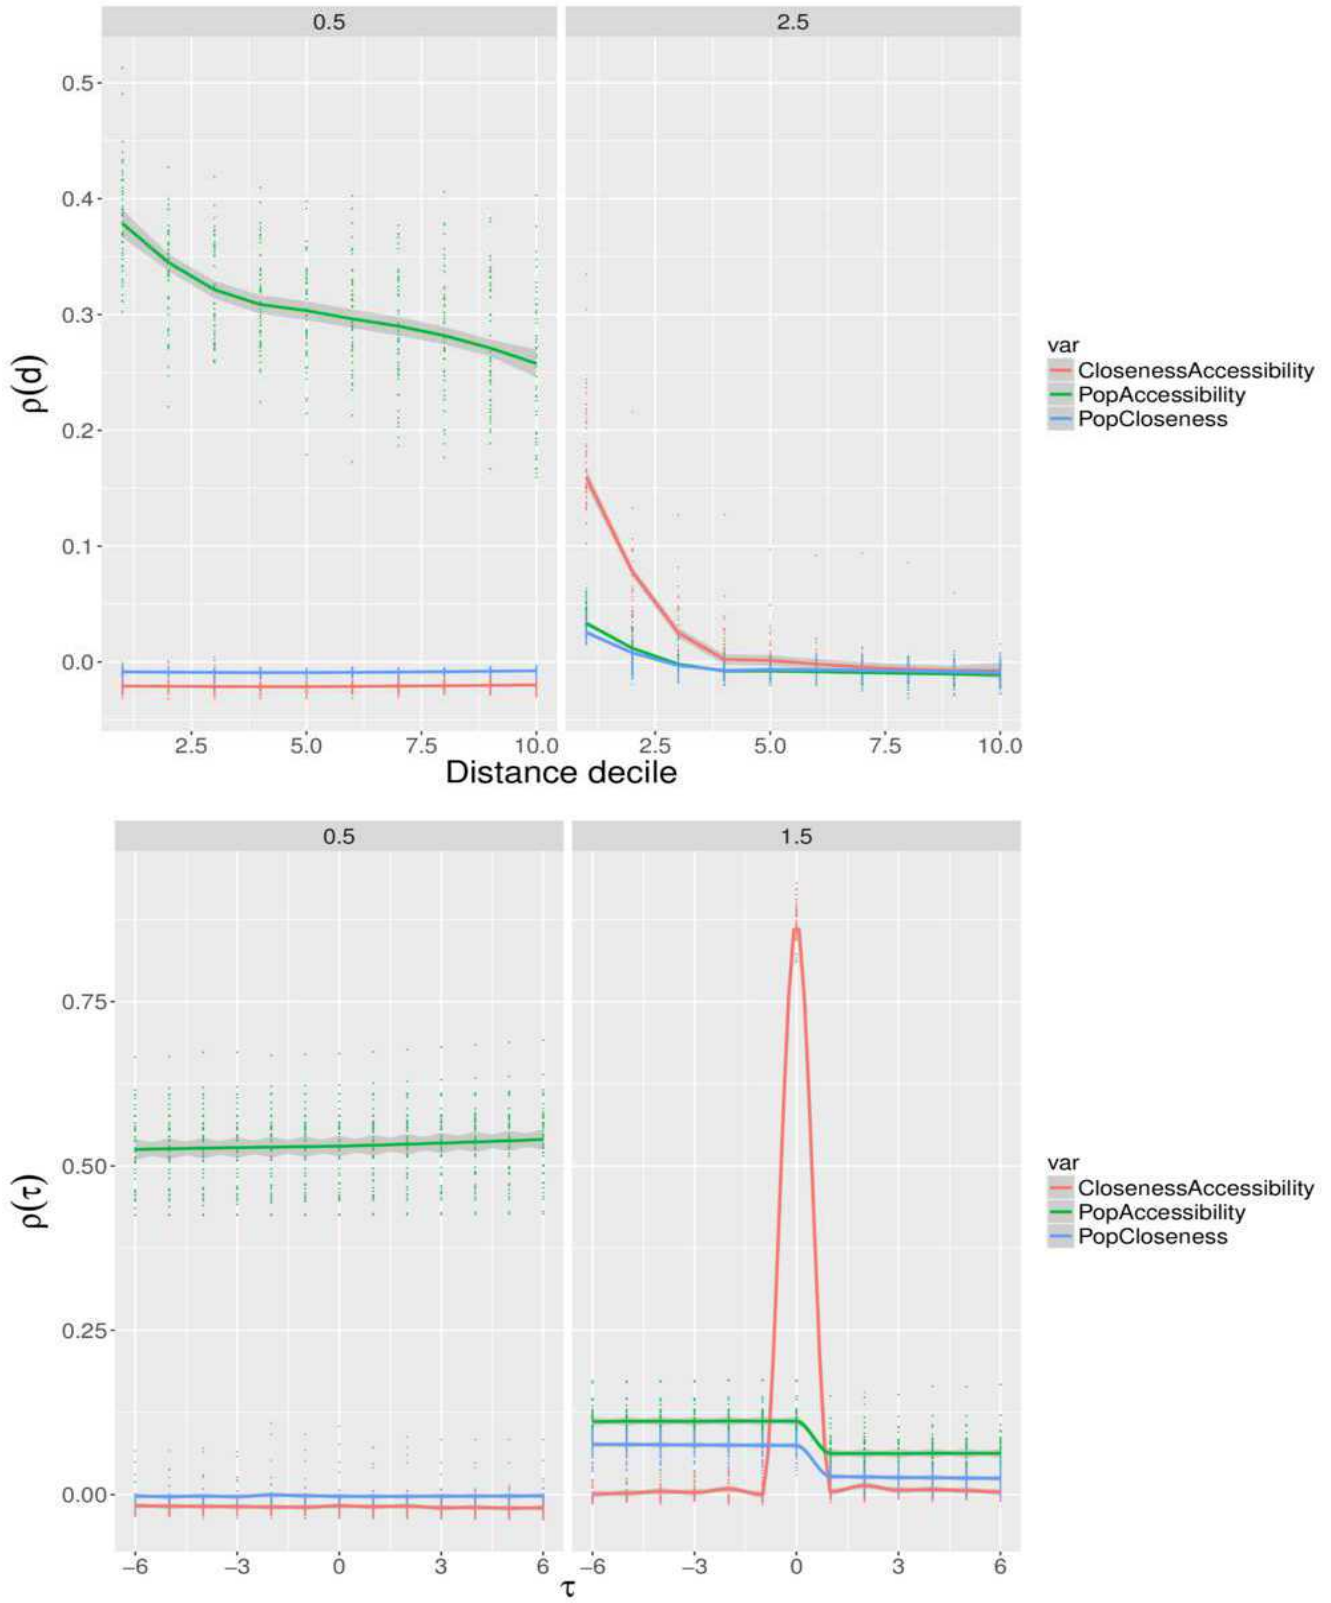 0.5 2.5
0.5
0.4
0.3
0.2
0.1
0.0
ρ(d)
2.5 5.0 7.5 10.0 2.5 5.0 7.5 10.0
Distance decile
var
ClosenessAccessibility
PopAccessibility
PopCloseness
0.5 1.5
0.75
0.50
0.25
0.00
ρ(τ)
−6 −3 0 3 6 −6 −3 0 3 6
τ
var
ClosenessAccessibility
PopAccessibility
PopCloseness